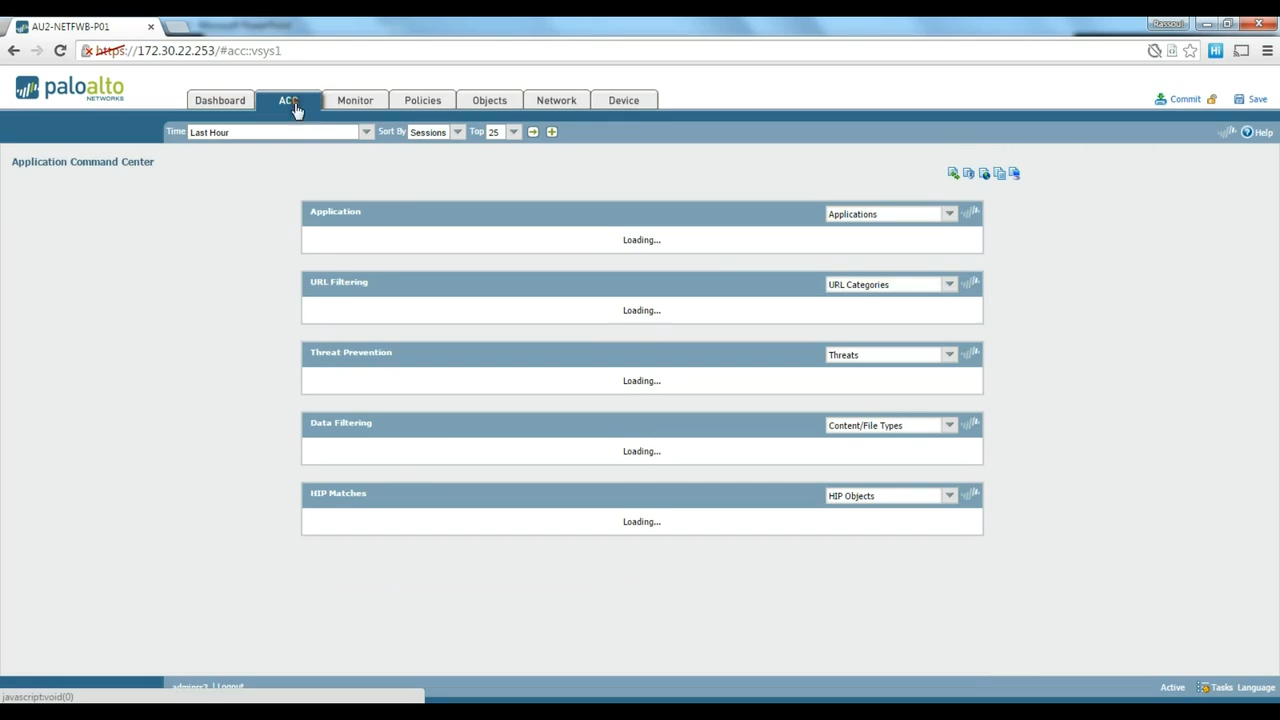 AU2-NETFWB-P01
Rassoul
https://172.30.22.253/#acc::vsys1
Hi
paloalto
NETWORKS
Dashboard
ACC
Monitor
Policies
Objects
Network
Device
Commit
Save
Time Last Hour Sort By Sessions Top 25
Help
Application Command Center
Application Applications
Loading...
URL Filtering URL Categories
Loading...
Threat Prevention Threats
Loading...
Data Filtering Content/File Types
Loading...
HIP Matches HIP Objects
Loading...
Logout
Active Tasks Language
javascript:void(0)